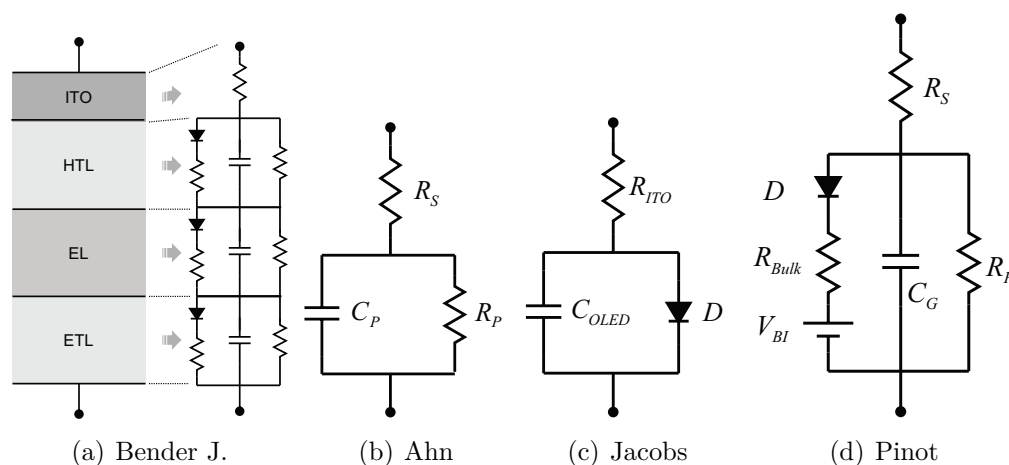 ITO
HTL
EL
ETL
R_S
C_P
R_P
R_ITO
C_OLED
D
R_S
D
R_Bulk
V_BI
C_G
(a) Bender J.
(b) Ahn
(c) Jacobs
(d) Pinot